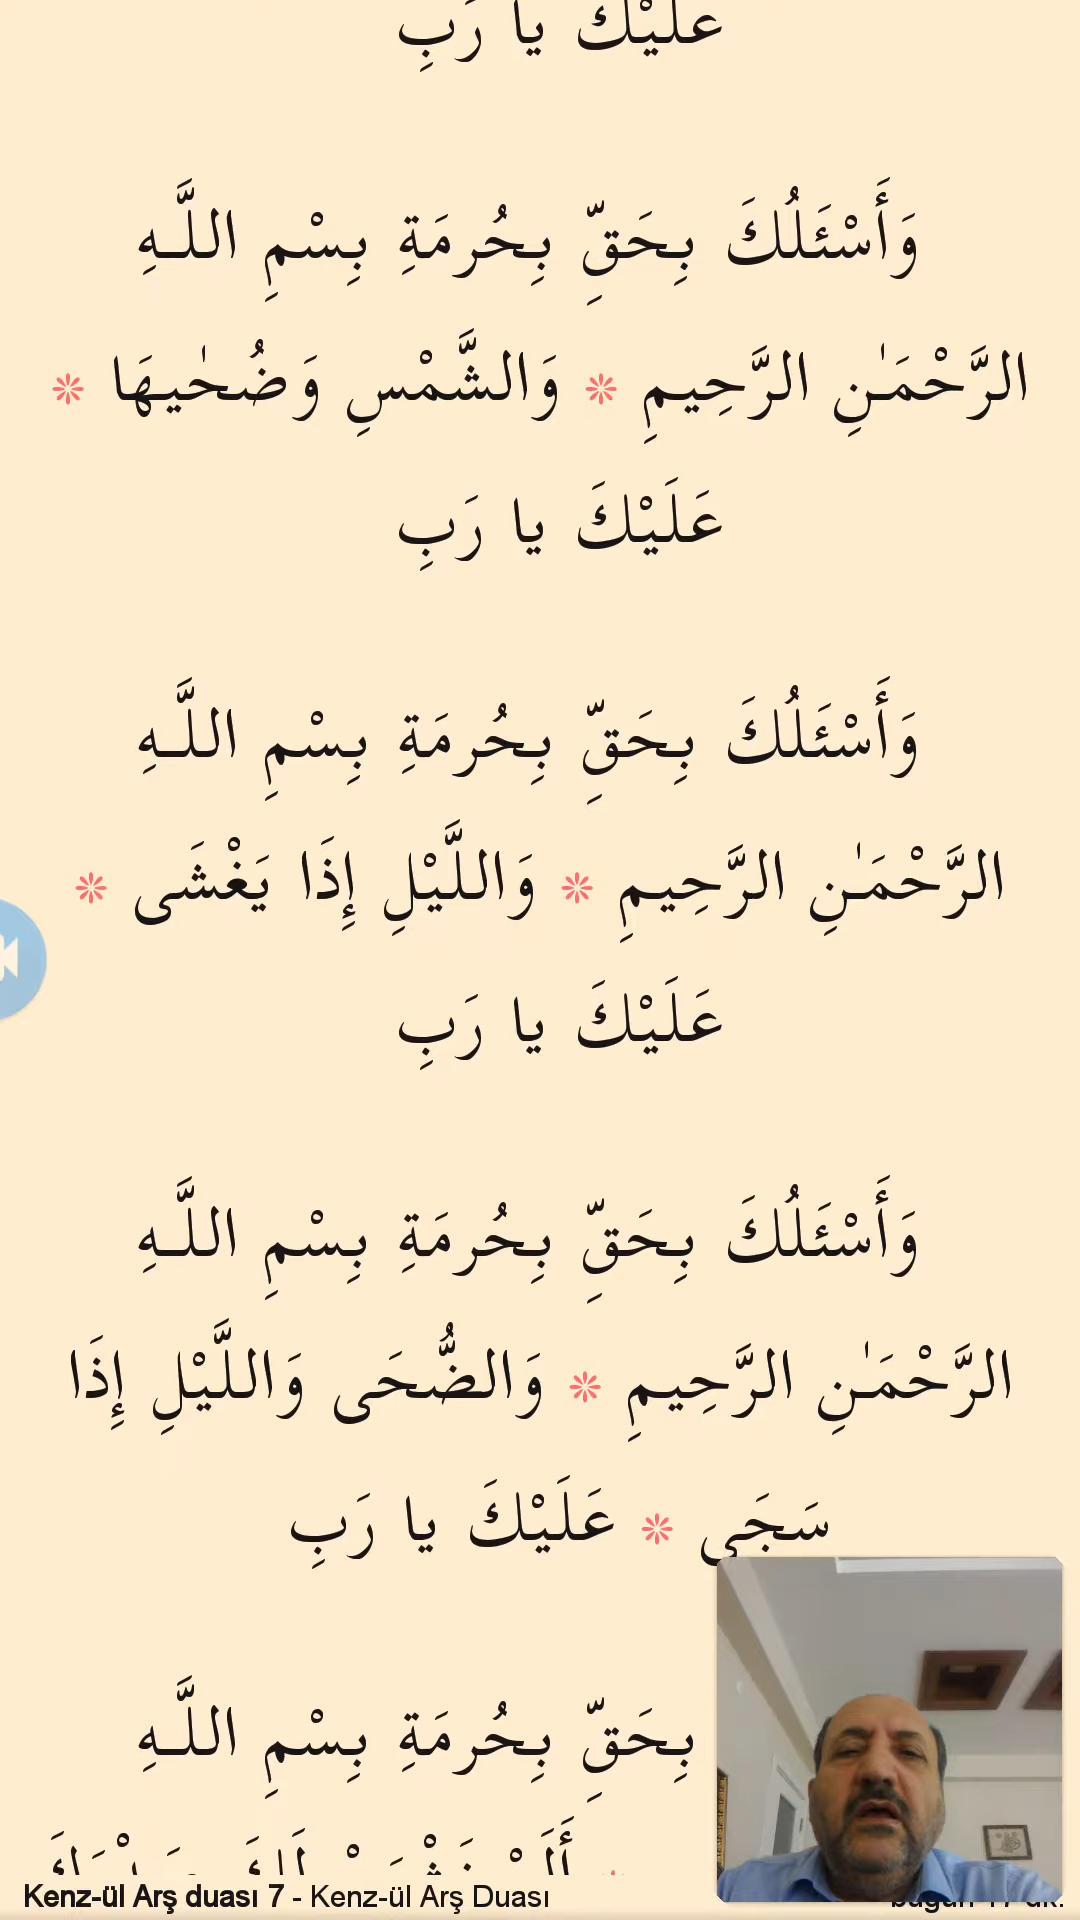 عَلَيْكَ يا رَبِ
وَأَسْئَلُكَ بِحَقِّ بِحُرمَةِ بِسْمِ اللَّـهِ
الرَّحْمَـٰنِ الرَّحِيمِ ❊ وَالشَّمْسِ وَضُحٰيهَا ❊
عَلَيْكَ يا رَبِ
وَأَسْئَلُكَ بِحَقِّ بِحُرمَةِ بِسْمِ اللَّـهِ
الرَّحْمَـٰنِ الرَّحِيمِ ❊ وَاللَّيْلِ إِذَا يَغْشَى ❊
عَلَيْكَ يا رَبِ
وَأَسْئَلُكَ بِحَقِّ بِحُرمَةِ بِسْمِ اللَّـهِ
الرَّحْمَـٰنِ الرَّحِيمِ ❊ وَالضُّحَى وَاللَّيْلِ إِذَا
سَجَى ❊ عَلَيْكَ يا رَبِ
بِحَقِّ بِحُرمَةِ بِسْمِ اللَّـهِ
أَلَمْ نَشْرَحْ لَكَ صَدْرَكَ
Kenz-ül Arş duası 7 - Kenz-ül Arş Duası